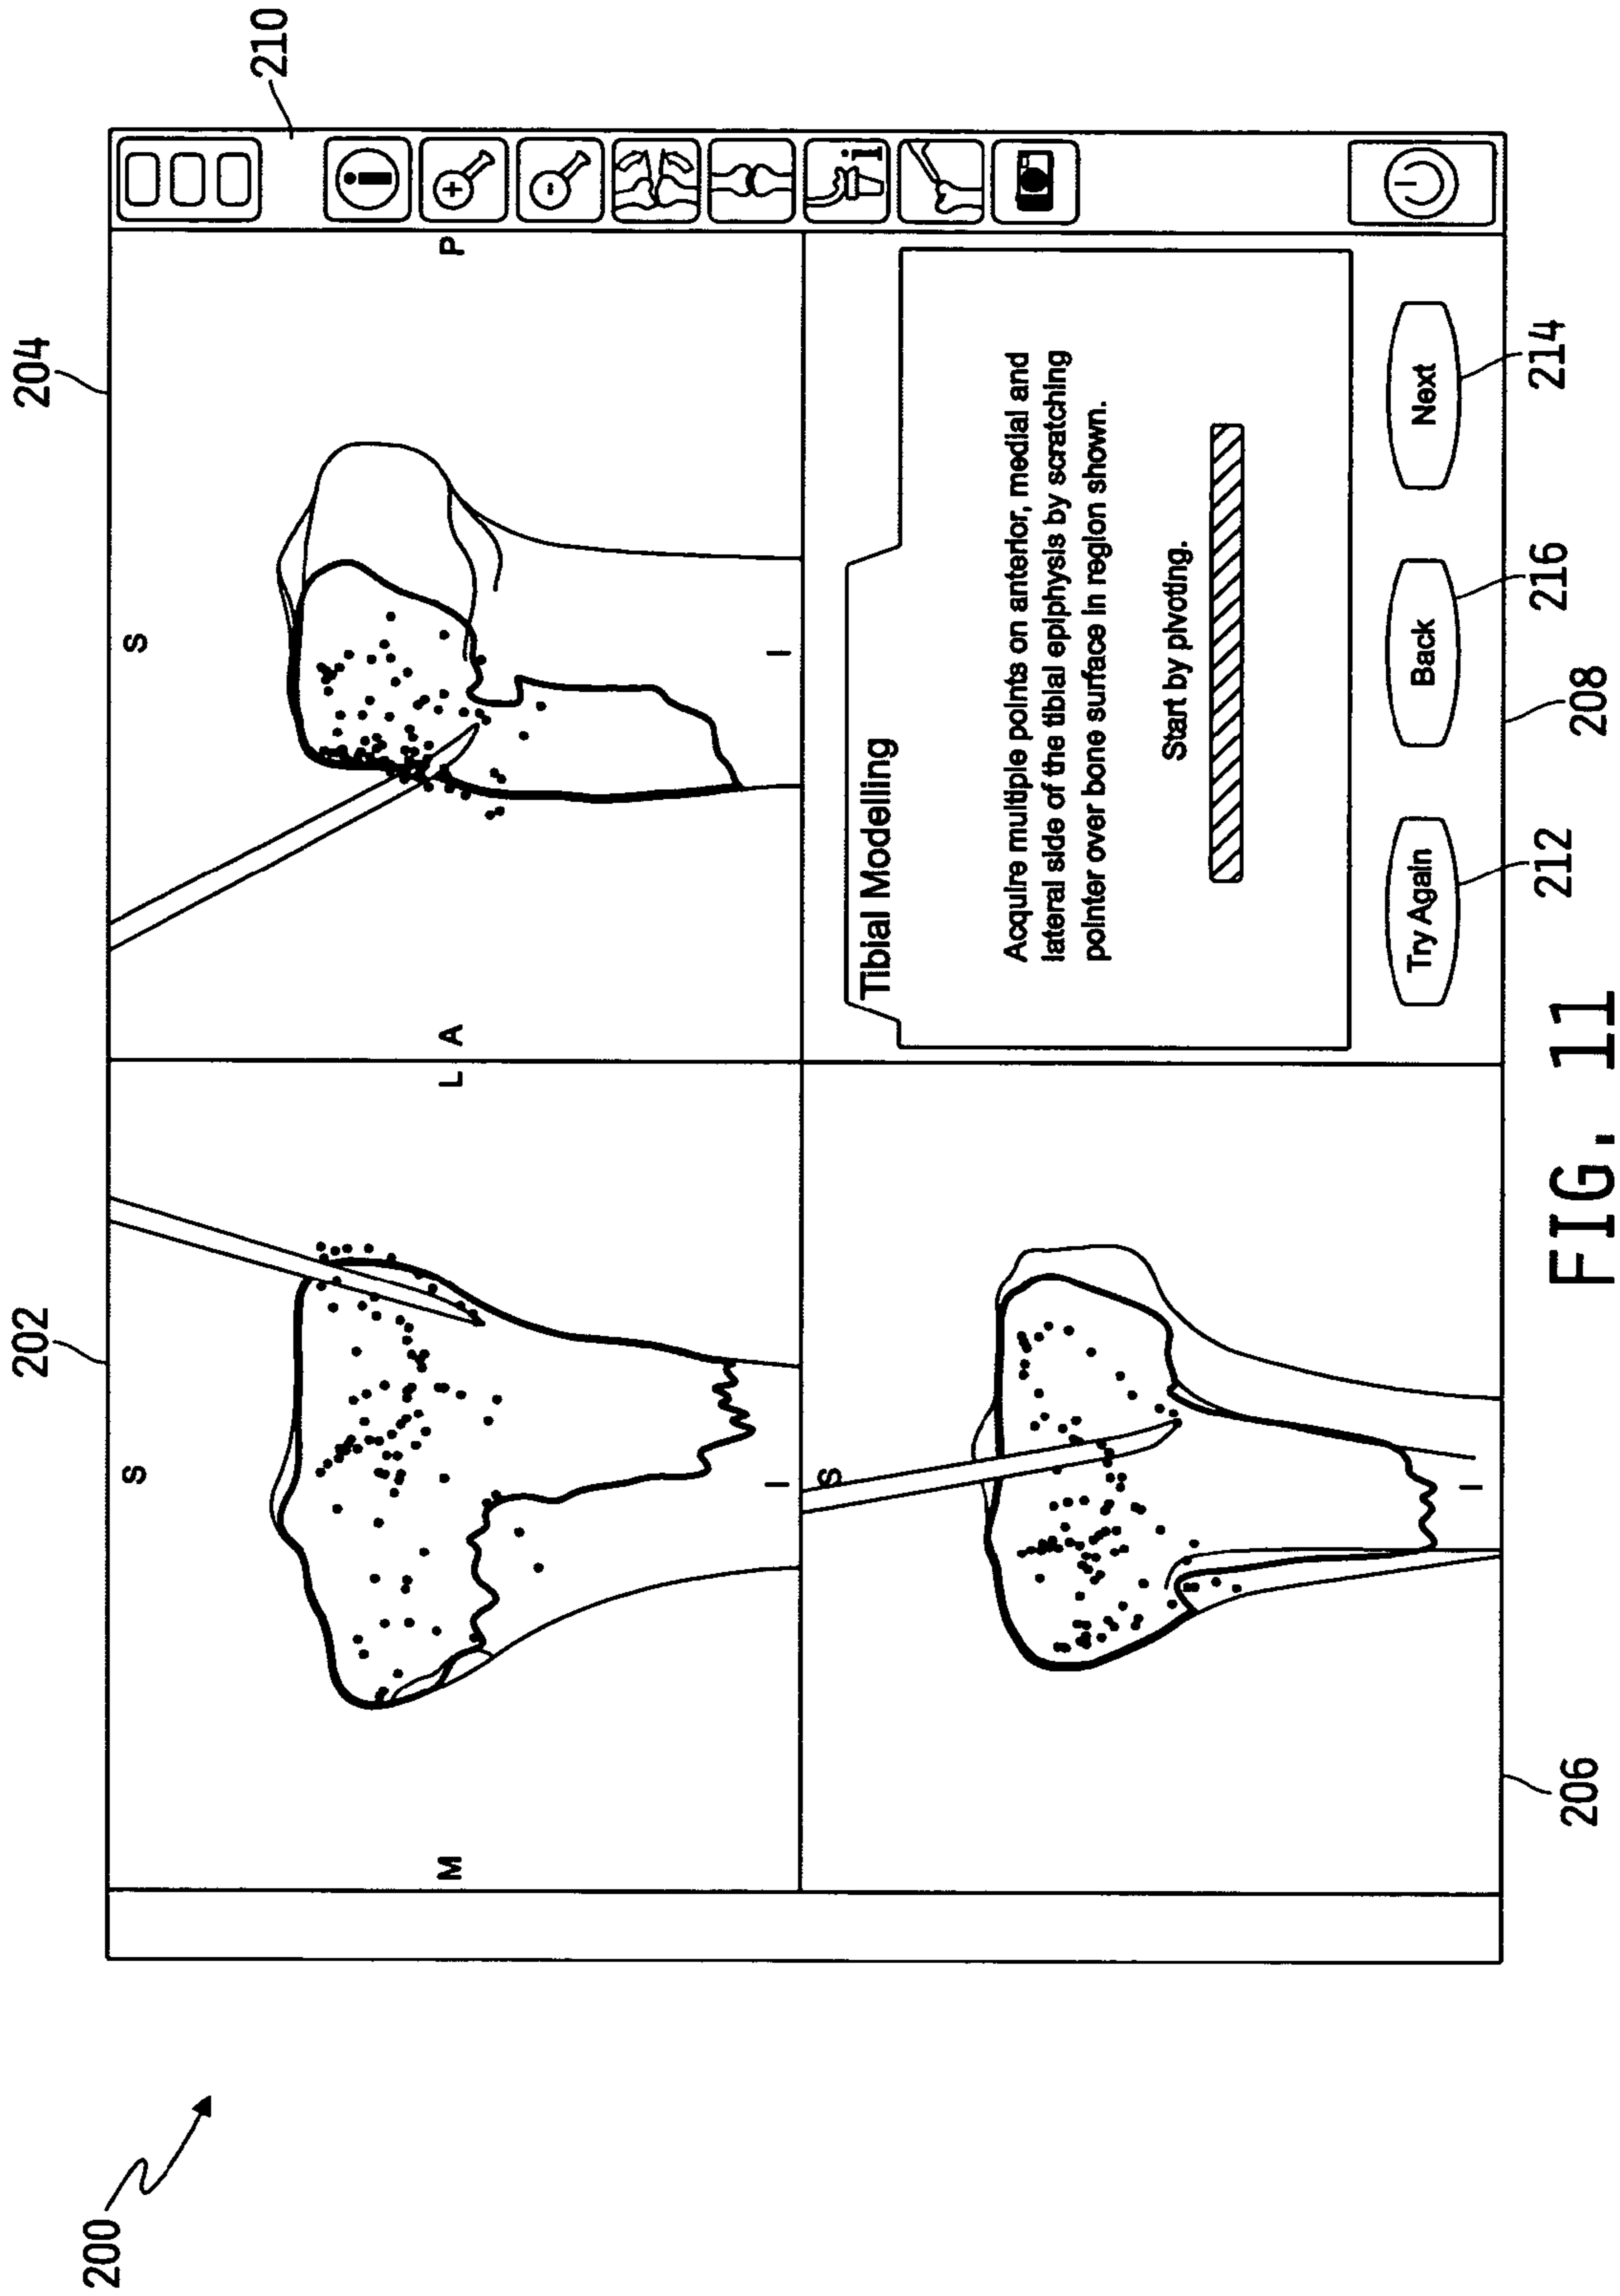 200
202
204
210
S
S
M
L
A
P
I
I
S
I
Tibial Modelling
Acquire multiple points on anterior, medial and
lateral side of the tibial epiphysis by scratching
pointer over bone surface in region shown.
Start by pivoting.
Try Again
Back
Next
i
+
-
i
206
212
208
216
214
FIG. 11